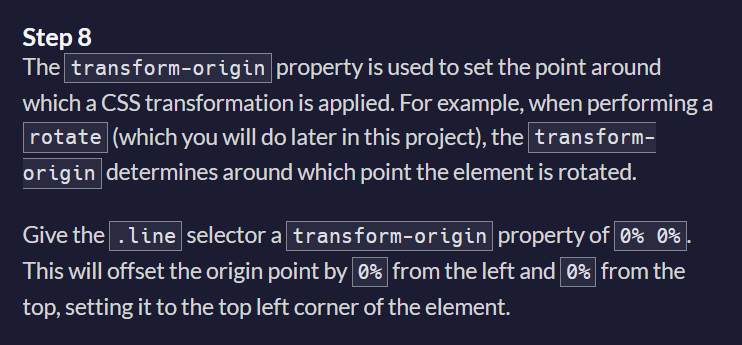 Step 8
The transform-origin property is used to set the point around
which a CSS transformation is applied. For example, when performing a
rotate (which you will do later in this project), the transform-
origin determines around which point the element is rotated.
Give the .line selector a transform-origin property of 0% 0%.
This will offset the origin point by 0% from the left and 0% from the
top, setting it to the top left corner of the element.